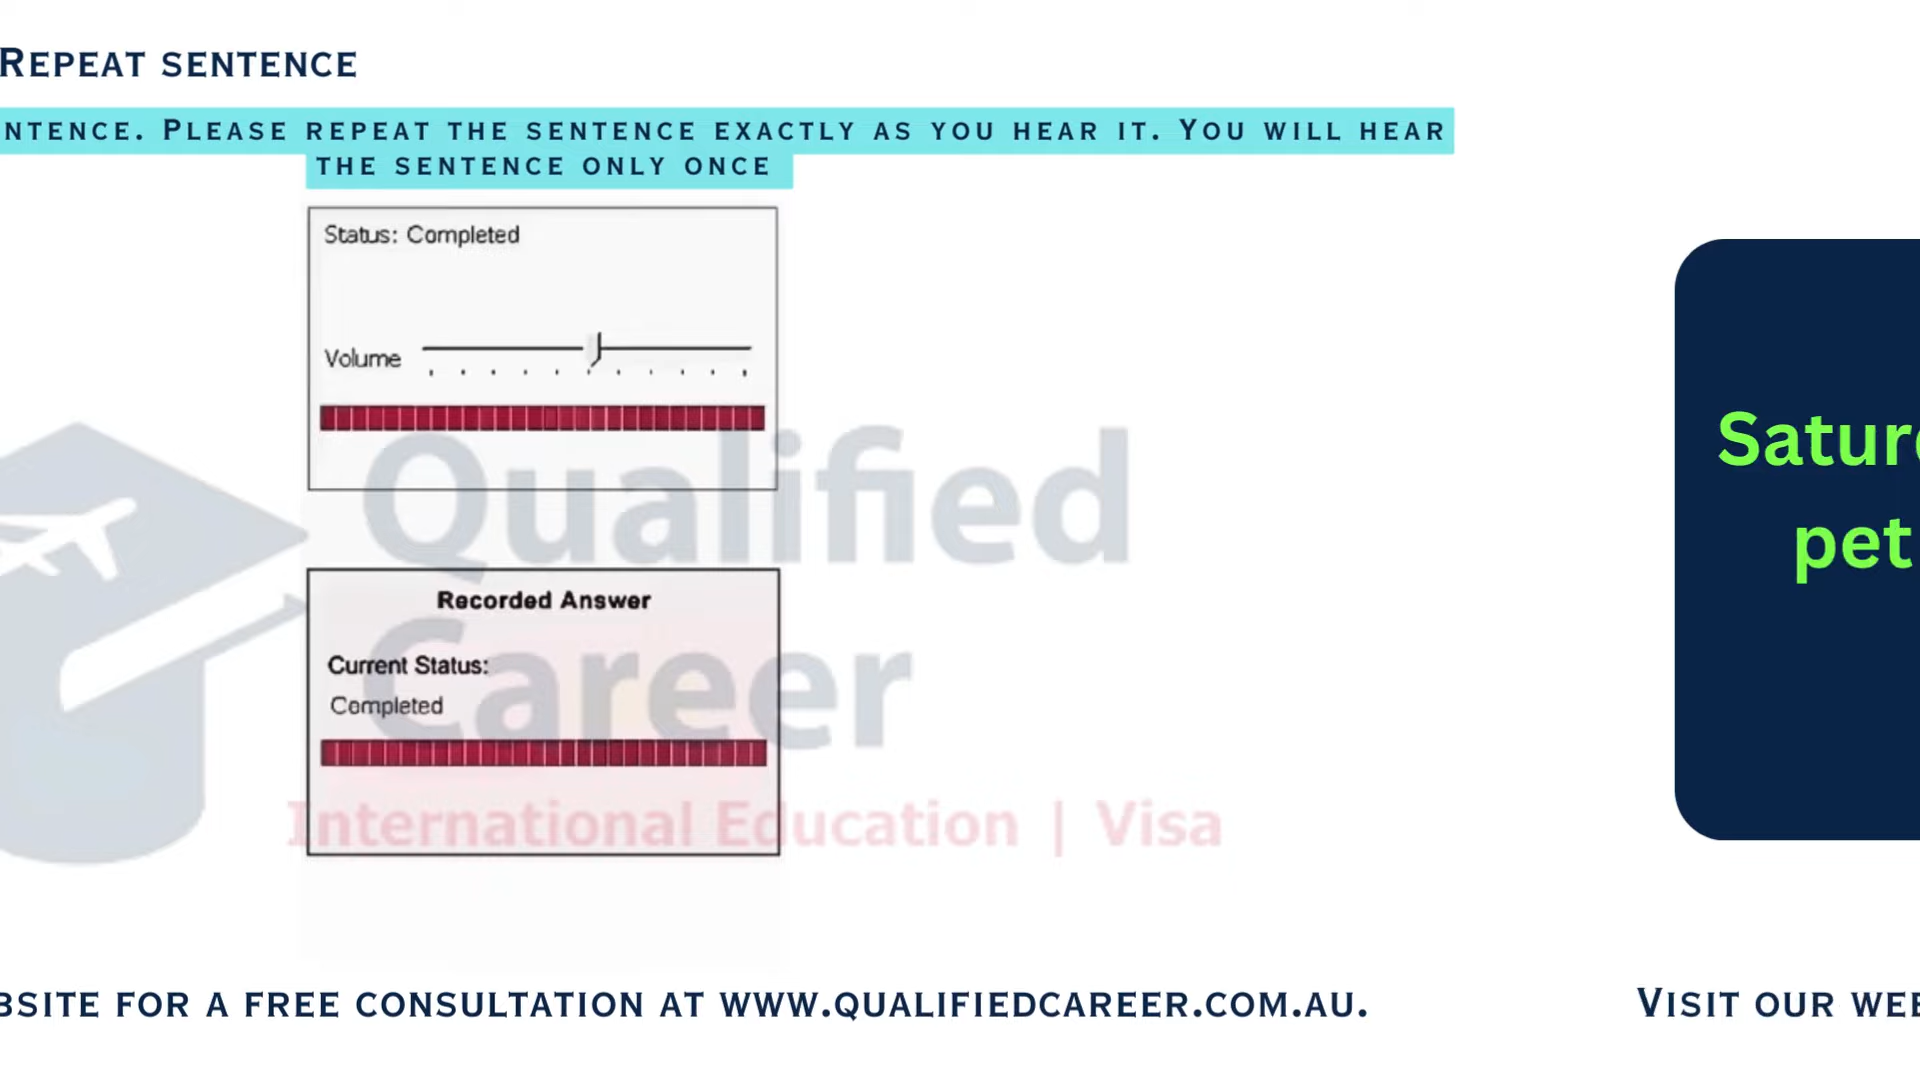 Repeat sentence
ntence. Please repeat the sentence exactly as you hear it. You will hear
the sentence only once
Status: Completed
Volume
Qualified
Career
International Education | Visa
Recorded Answer
Current Status:
Completed
Satur
pet
bsite for a free consultation at www.qualifiedcareer.com.au.
Visit our we